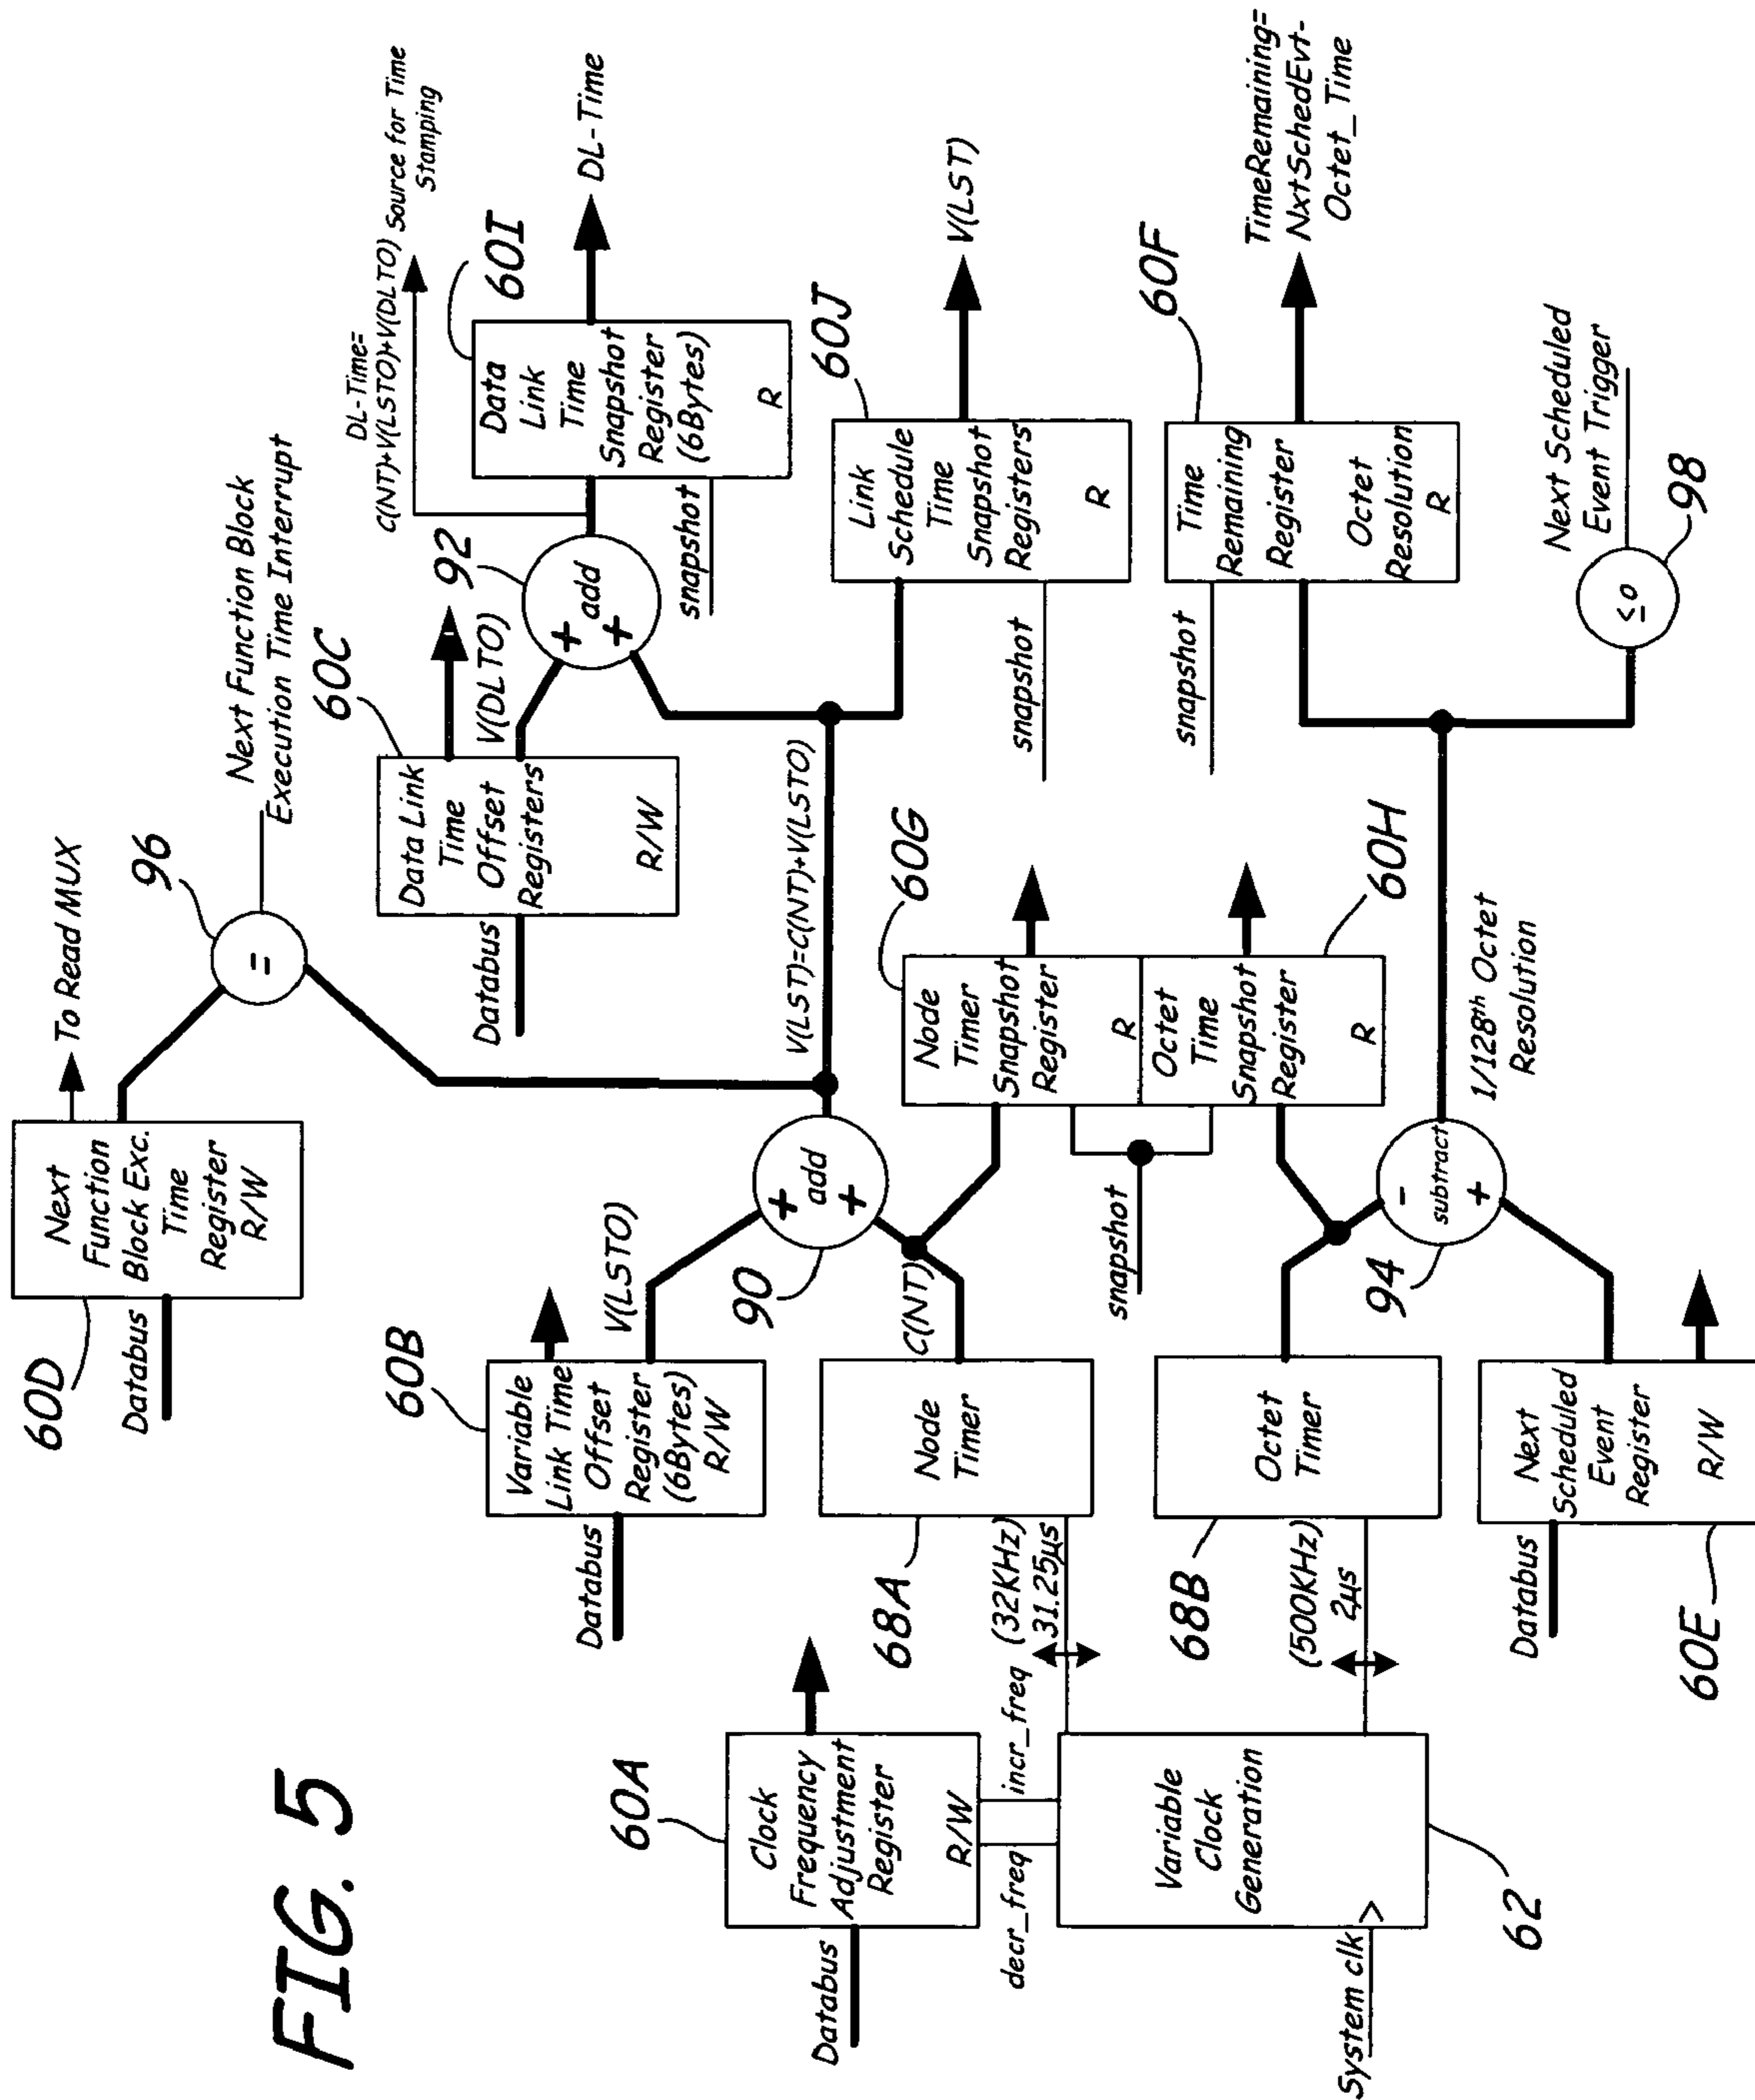 FIG. 5
60D
Databus
Next
Function
Block Exc.
Time
Register
R/W
To Read MUX
96
=
Next Function Block
Execution Time Interrupt
60B
Databus
Variable
Link Time
Offset
Register
(6Bytes)
R/W
V(LSTO)
90
+
add
+
V(LST)=C(NT)+V(LSTO)
60C
Databus
Data Link
Time
Offset
Registers
R/W
V(DLTO)
92
+
add
+
DL-Time=
C(NT)+V(LSTO)+V(DLTO)
Source for Time
Stamping
60I
Data
Link
Time
Snapshot
Register
(6Bytes)
R
snapshot
DL-Time
60A
Databus
Clock
Frequency
Adjustment
Register
R/W
decr_freq
incr_freq
System clk
Variable
Clock
Generation
62
68A
(32KHz)
31.25µs
Node
Timer
C(NT)
60G
Node
Timer
Snapshot
Register
R
snapshot
Octet
Time
Snapshot
Register
R
60H
60J
Link
Schedule
Time
Snapshot
Registers
R
snapshot
V(LST)
68B
(500KHz)
2µs
Octet
Timer
94
-
subtract
+
1/128th Octet
Resolution
60E
Databus
Next
Scheduled
Event
Register
R/W
60F
snapshot
Time
Remaining
Register
Octet
Resolution
R
TimeRemaining=
NxtSchedEvt-
Octet_Time
≤0
98
Next Scheduled
Event Trigger